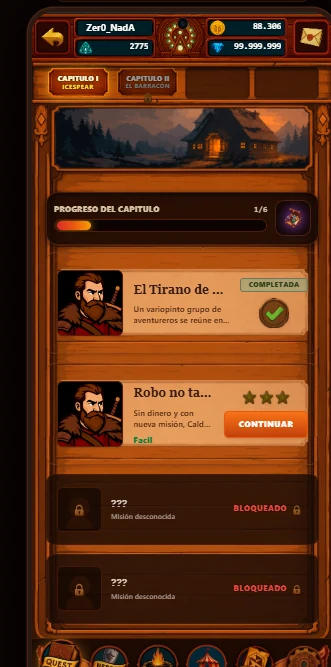 Zer0_NadA
88.306
2775
99.999.999
CAPITULO I
ICESPEAR
CAPITULO II
EL BARRACON
PROGRESO DEL CAPITULO
1/6
El Tirano de ...
COMPLETADA
Un variopinto grupo de
aventureros se reúne en...
Robo no ta...
Sin dinero y con
nueva misión, Cald...
Facil
CONTINUAR
???
Misión desconocida
BLOQUEADO
???
Misión desconocida
BLOQUEADO
QUEST